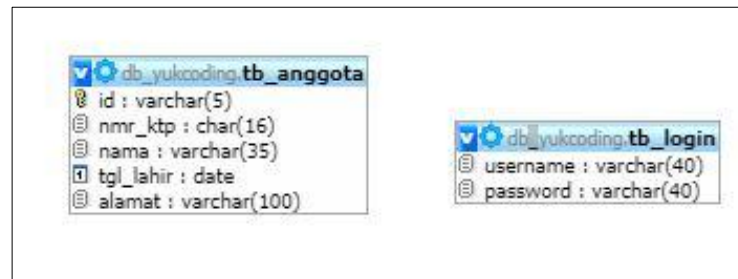 db_yukcoding.tb_anggota
id : varchar(5)
nmr_ktp : char(16)
nama : varchar(35)
tgl_lahir : date
alamat : varchar(100)
db_yukcoding.tb_login
username : varchar(40)
password : varchar(40)